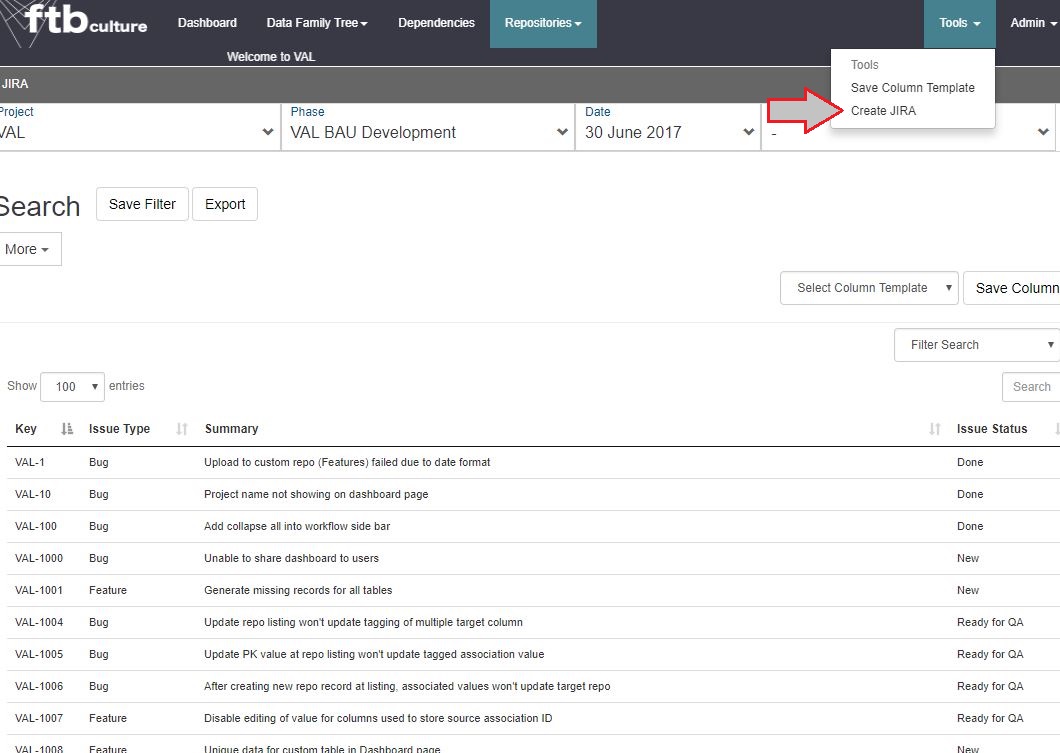 ftb culture
Dashboard Data Family Tree Dependencies Repositories Tools Admin
Welcome to VAL
Tools
Save Column Template
Create JIRA
JIRA
Project Phase Date
VAL VAL BAU Development 30 June 2017 -
Search Save Filter Export
More
Select Column Template Save Column
Filter Search
Show 100 entries Search
Key Issue Type Summary Issue Status
VAL-1 Bug Upload to custom repo (Features) failed due to date format Done
VAL-10 Bug Project name not showing on dashboard page Done
VAL-100 Bug Add collapse all into workflow side bar Done
VAL-1000 Bug Unable to share dashboard to users New
VAL-1001 Feature Generate missing records for all tables New
VAL-1004 Bug Update repo listing won't update tagging of multiple target column Ready for QA
VAL-1005 Bug Update PK value at repo listing won't update tagged association value Ready for QA
VAL-1006 Bug After creating new repo record at listing, associated values won't update target repo Ready for QA
VAL-1007 Feature Disable editing of value for columns used to store source association ID Ready for QA
VAL-1008 Feature Unique data for custom table in Dashboard page New